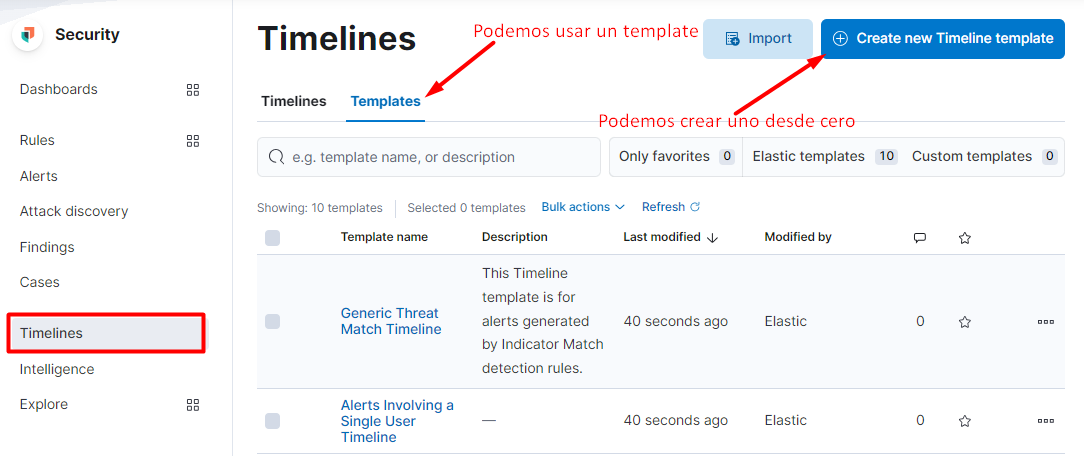 Security
Dashboards
Rules
Alerts
Attack discovery
Findings
Cases
Timelines
Intelligence
Explore
Timelines
Podemos usar un template
Import
Create new Timeline template
Timelines
Templates
Podemos crear uno desde cero
e.g. template name, or description
Only favorites 0
Elastic templates 10
Custom templates 0
Showing: 10 templates
Selected 0 templates
Bulk actions
Refresh
Template name Description Last modified Modified by
Generic Threat
Match Timeline
This Timeline
template is for
alerts generated
by Indicator Match
detection rules.
40 seconds ago
Elastic
0
Alerts Involving a
Single User
Timeline
—
40 seconds ago
Elastic
0